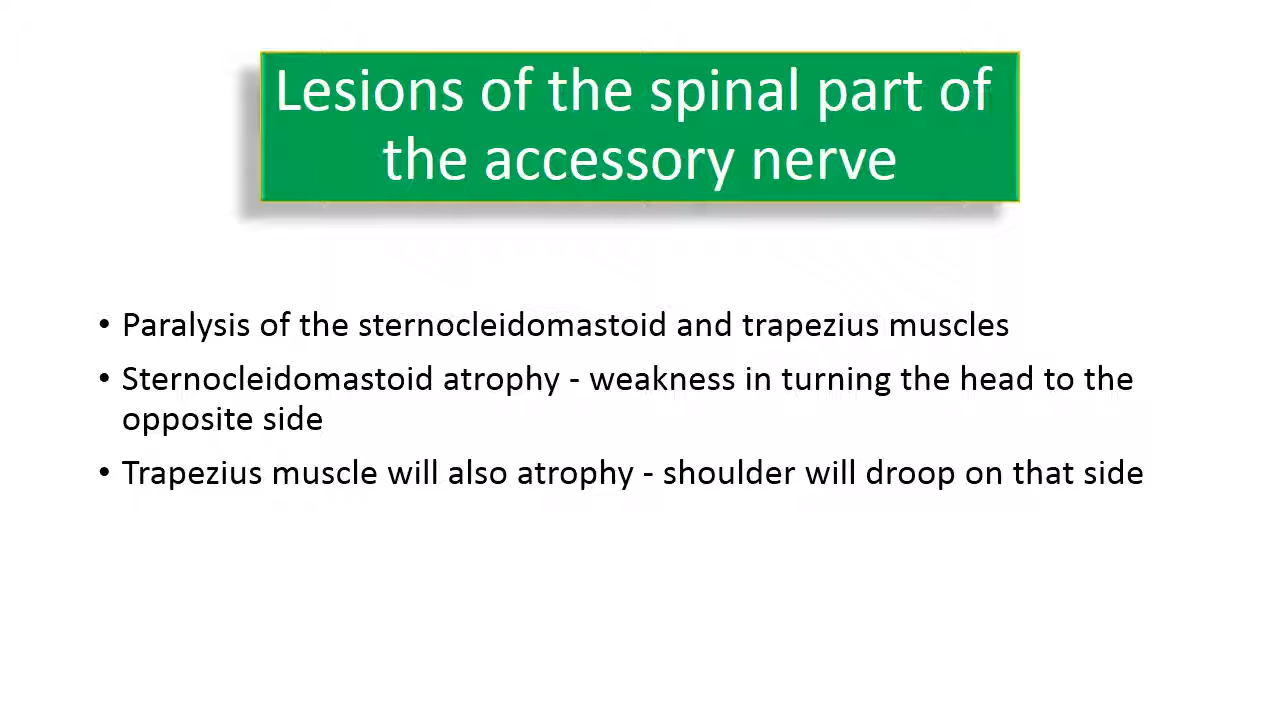 Lesions of the spinal part of
the accessory nerve
• Paralysis of the sternocleidomastoid and trapezius muscles
• Sternocleidomastoid atrophy - weakness in turning the head to the
opposite side
• Trapezius muscle will also atrophy - shoulder will droop on that side